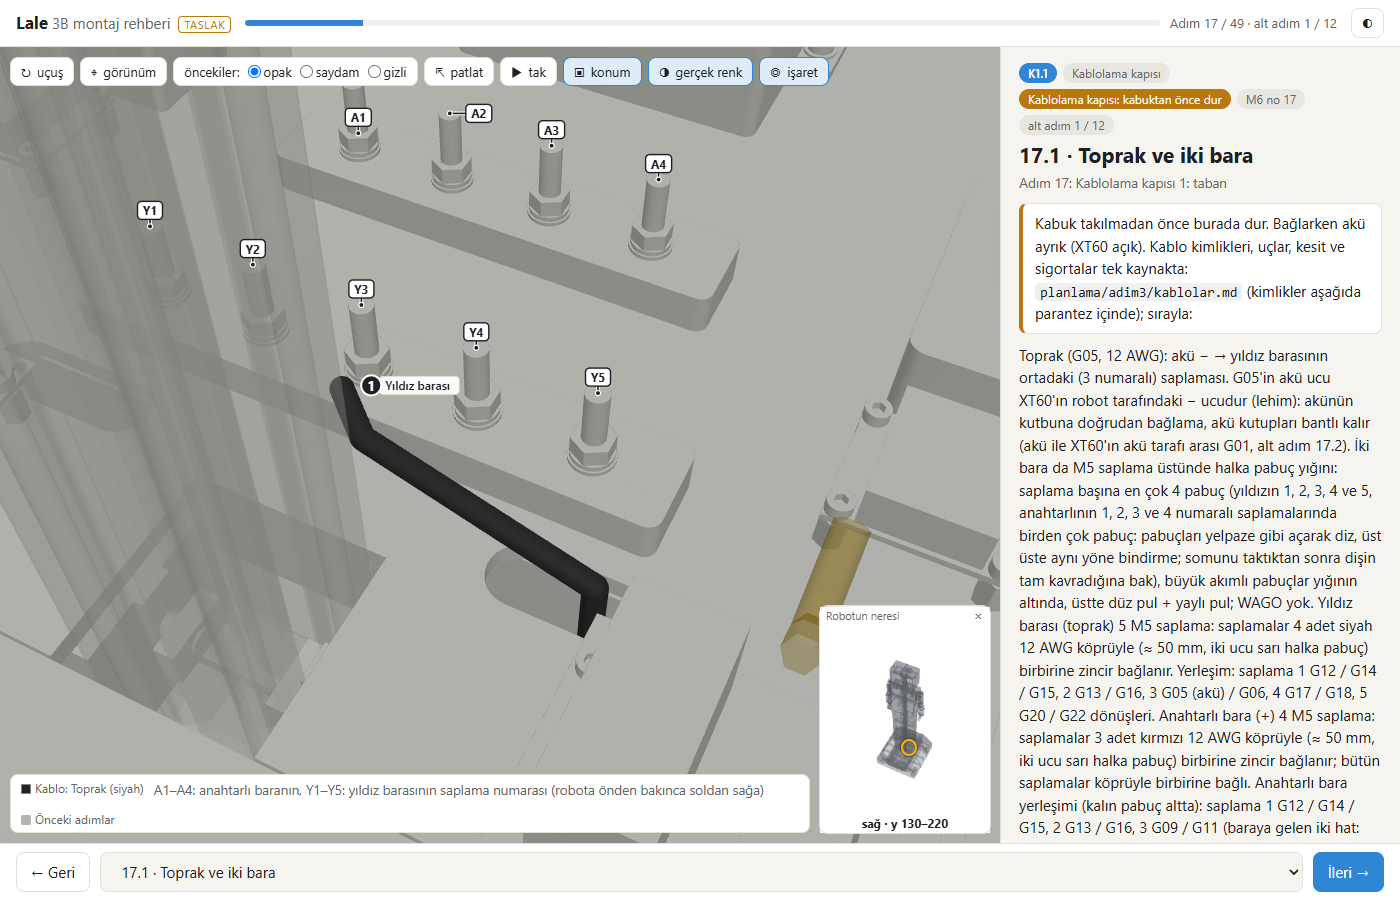 Lale 3B montaj rehberi TASLAK
Adım 17 / 49 · alt adım 1 / 12
↻ uçuş
⌖ görünüm
öncekiler: opak saydam gizli
⇱ patlat
▶ tak
▣ konum
◑ gerçek renk
◎ işaret
A1
A2
A3
A4
Y1
Y2
Y3
Y4
Y5
1 Yıldız barası
Robotun neresi ×
sağ · y 130–220
Kablo: Toprak (siyah) A1–A4: anahtarlı baranın, Y1–Y5: yıldız barasının saplama numarası (robota önden bakınca soldan sağa)
Önceki adımlar
K1.1 Kablolama kapısı
Kablolama kapısı: kabuktan önce dur M6 no 17
alt adım 1 / 12
17.1 · Toprak ve iki bara
Adım 17: Kablolama kapısı 1: taban
Kabuk takılmadan önce burada dur. Bağlarken akü
ayrık (XT60 açık). Kablo kimlikleri, uçlar, kesit ve
sigortalar tek kaynakta:
planlama/adim3/kablolar.md (kimlikler aşağıda
parantez içinde); sırayla:
Toprak (G05, 12 AWG): akü − → yıldız barasının
ortadaki (3 numaralı) saplaması. G05'in akü ucu
XT60'ın robot tarafındaki − ucudur (lehim): akünün
kutbuna doğrudan bağlama, akü kutupları bantlı kalır
(akü ile XT60'ın akü tarafı arası G01, alt adım 17.2). İki
bara da M5 saplama üstünde halka pabuç yığını:
saplama başına en çok 4 pabuç (yıldızın 1, 2, 3, 4 ve 5,
anahtarlının 1, 2, 3 ve 4 numaralı saplamalarında
birden çok pabuç: pabuçları yelpaze gibi açarak diz, üst
üste aynı yöne bindirme; somunu taktıktan sonra dişin
tam kavradığına bak), büyük akımlı pabuçlar yığının
altında, üstte düz pul + yaylı pul; WAGO yok. Yıldız
barası (toprak) 5 M5 saplama: saplamalar 4 adet siyah
12 AWG köprüyle (≈ 50 mm, iki ucu sarı halka pabuç)
birbirine zincir bağlanır. Yerleşim: saplama 1 G12 / G14
/ G15, 2 G13 / G16, 3 G05 (akü) / G06, 4 G17 / G18, 5
G20 / G22 dönüşleri. Anahtarlı bara (+) 4 M5 saplama:
saplamalar 3 adet kırmızı 12 AWG köprüyle (≈ 50 mm,
iki ucu sarı halka pabuç) birbirine zincir bağlanır; bütün
saplamalar köprüyle birbirine bağlı. Anahtarlı bara
yerleşimi (kalın pabuç altta): saplama 1 G12 / G14 /
G15, 2 G13 / G16, 3 G09 / G11 (baraya gelen iki hat:
← Geri
17.1 · Toprak ve iki bara
İleri →